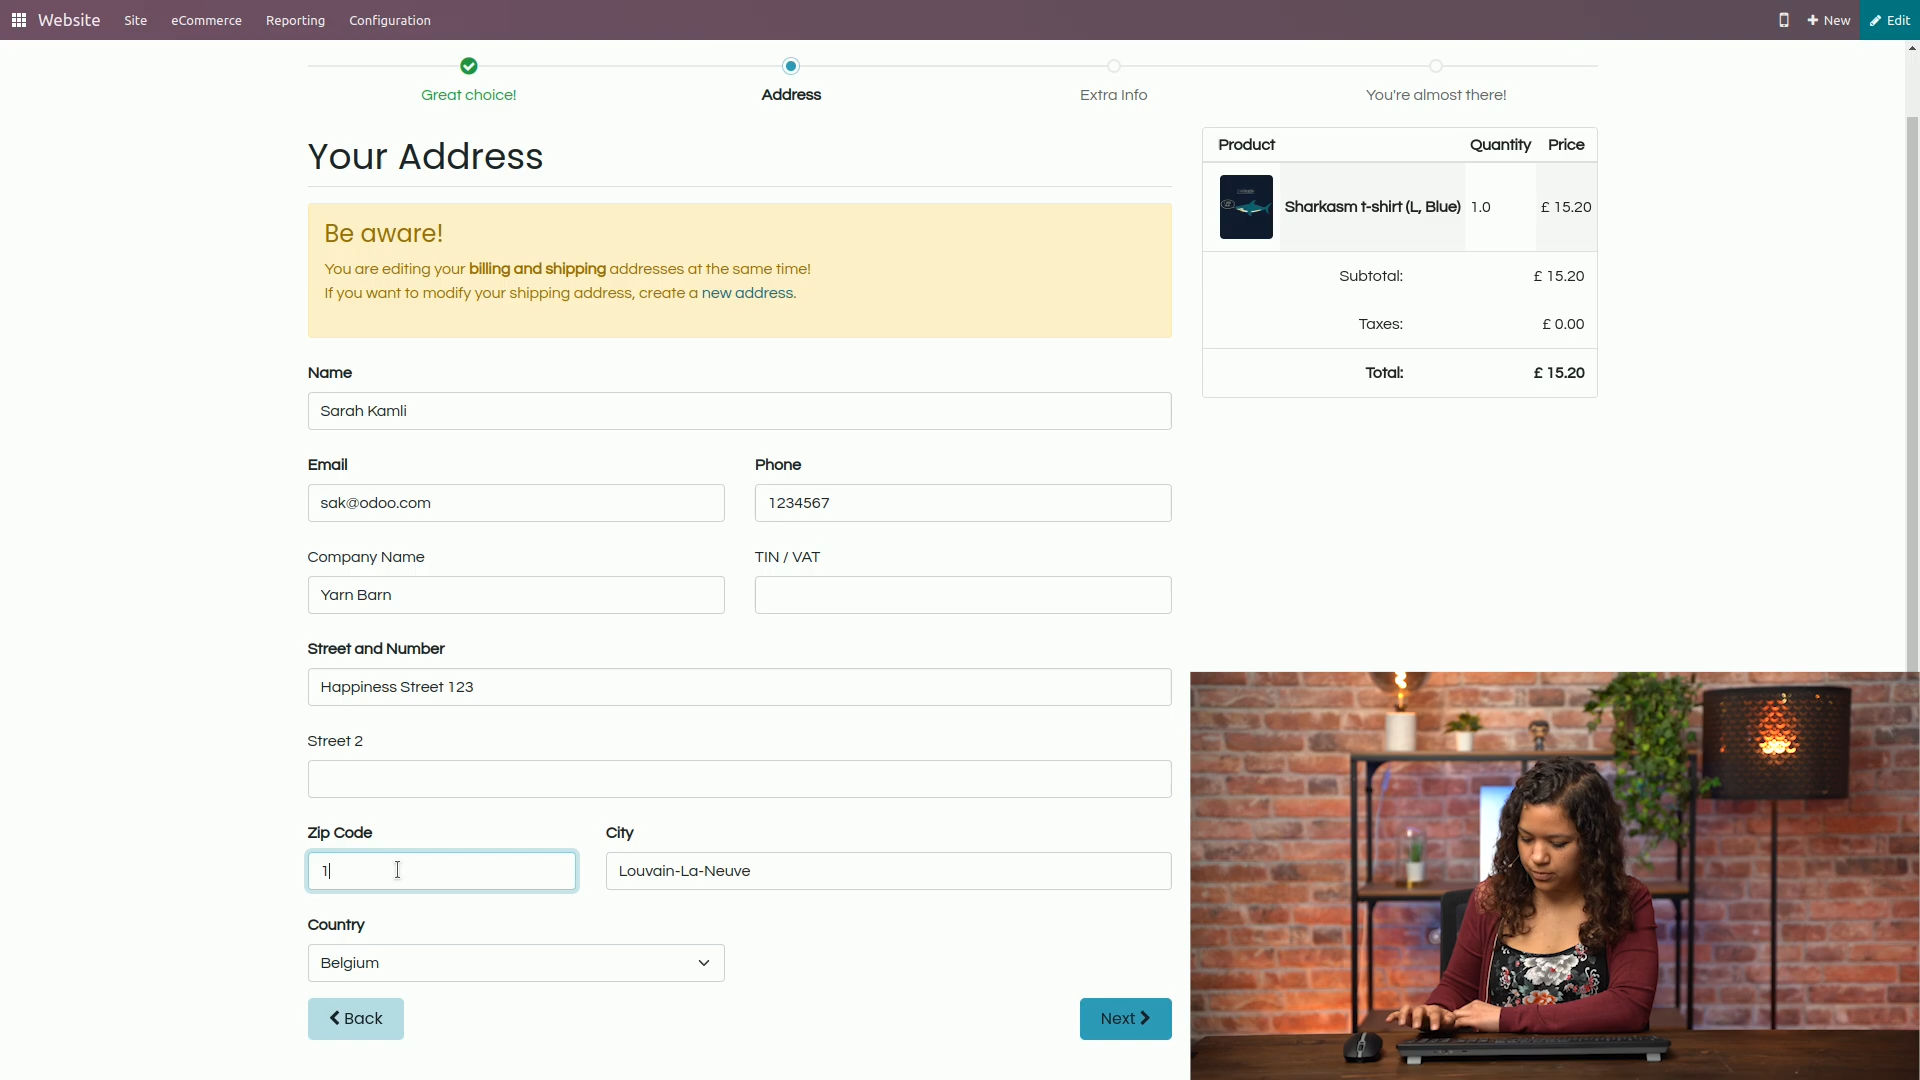 Website Site eCommerce Reporting Configuration New Edit
Great choice! Address Extra Info You're almost there!
Your Address
Be aware!
You are editing your billing and shipping addresses at the same time!
If you want to modify your shipping address, create a new address.
Name
Sarah Kamli
Email Phone
sak@odoo.com 1234567
Company Name TIN / VAT
Yarn Barn
Street and Number
Happiness Street 123
Street 2
Zip Code City
1 Louvain-La-Neuve
Country
Belgium
Back Next
Product Quantity Price
Sharkasm t-shirt (L, Blue) 1.0 £ 15.20
Subtotal: £ 15.20
Taxes: £ 0.00
Total: £ 15.20